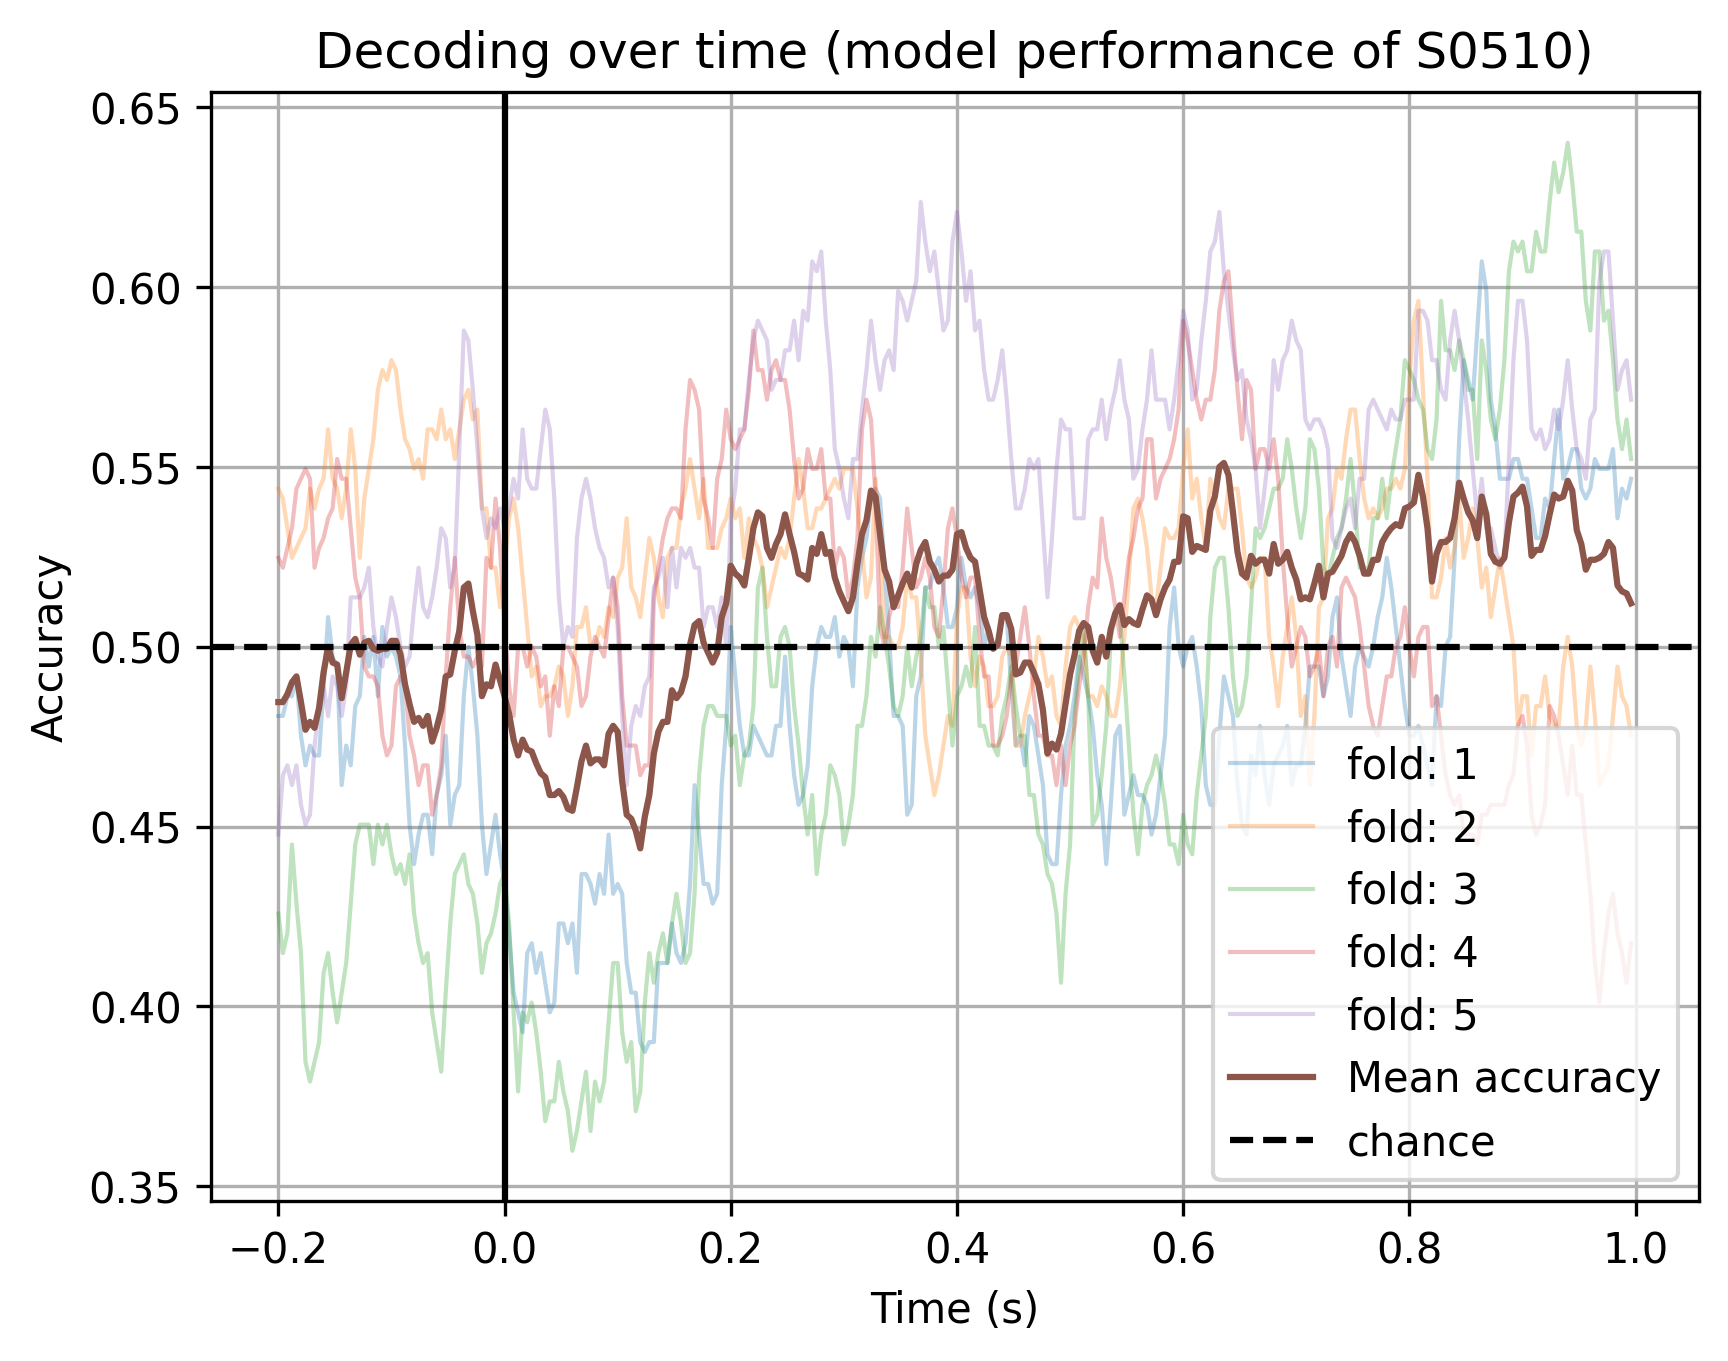 Decoding over time (model performance of S0510)
Accuracy
0.65
0.60
0.55
0.50
0.45
0.40
0.35
−0.2
0.0
0.2
0.4
0.6
0.8
1.0
Time (s)
fold: 1
fold: 2
fold: 3
fold: 4
fold: 5
Mean accuracy
chance